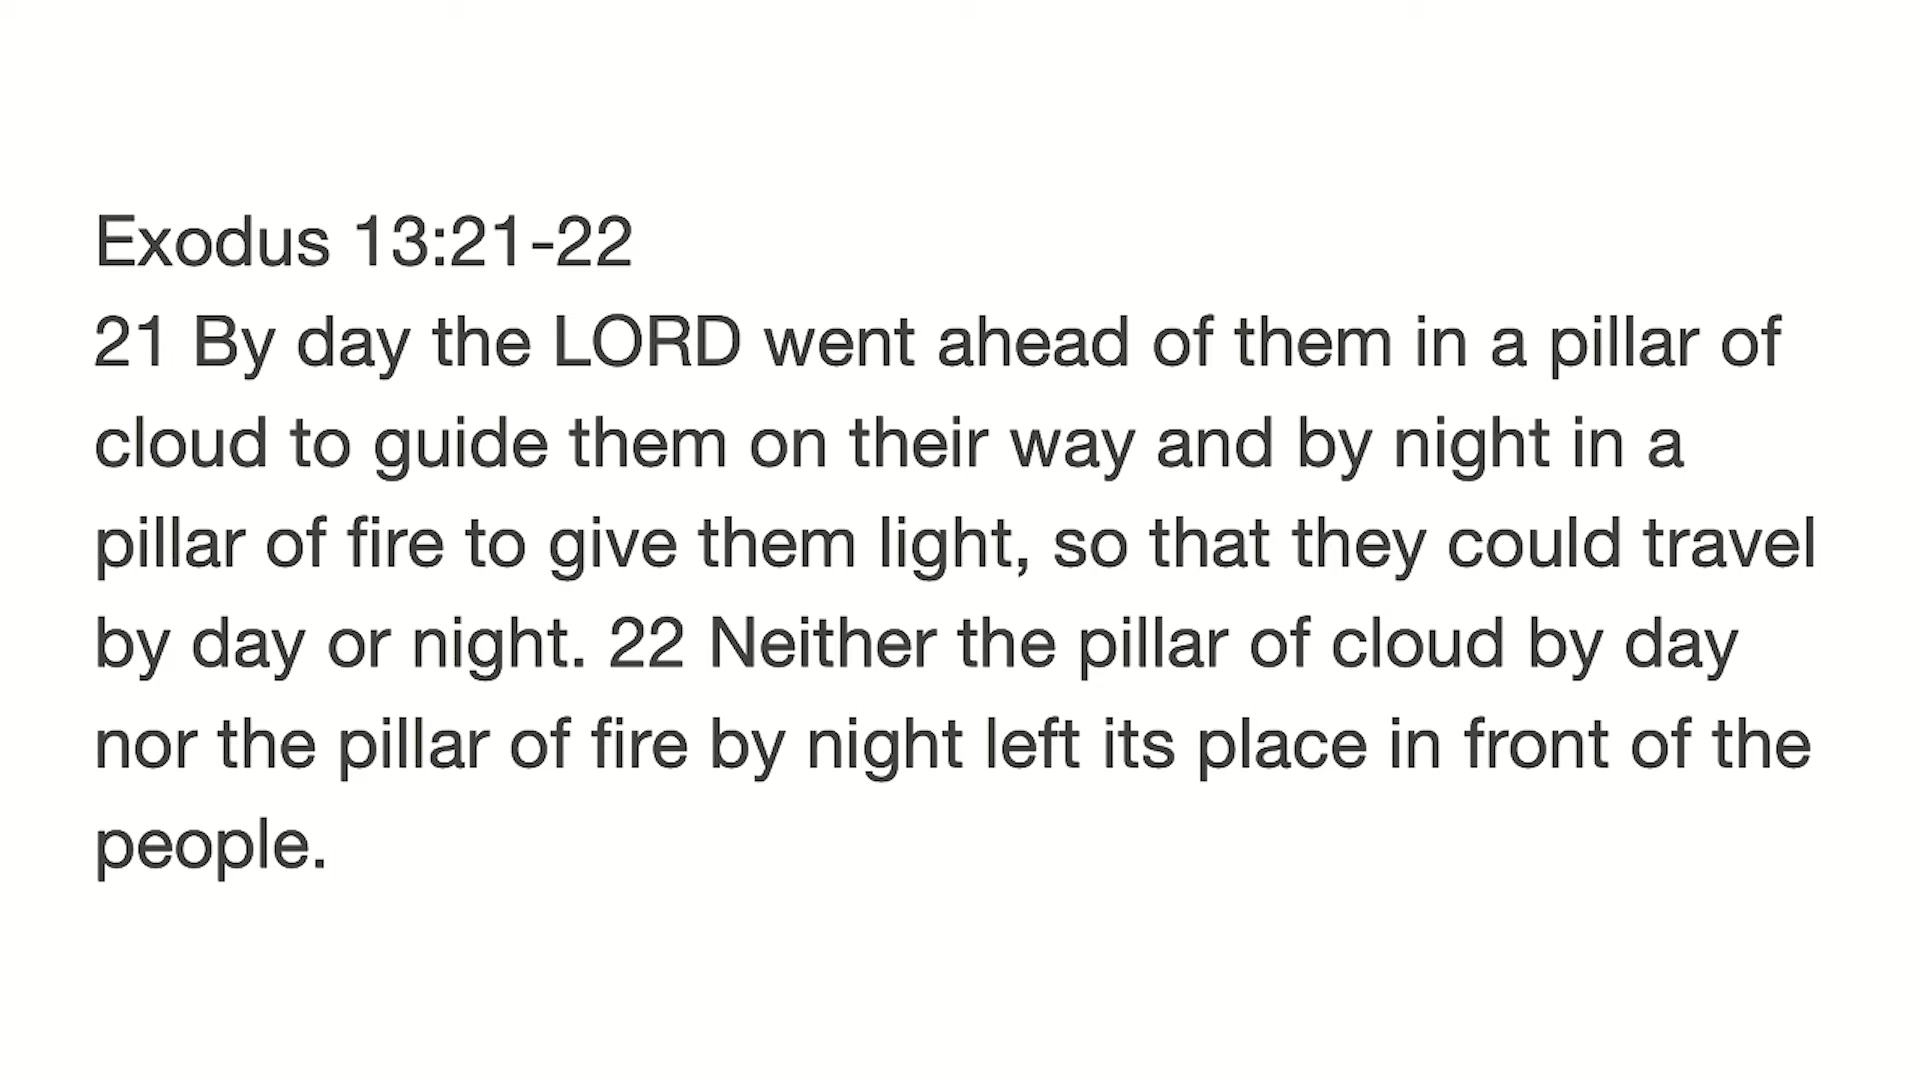 Exodus 13:21-22
21 By day the LORD went ahead of them in a pillar of
cloud to guide them on their way and by night in a
pillar of fire to give them light, so that they could travel
by day or night. 22 Neither the pillar of cloud by day
nor the pillar of fire by night left its place in front of the
people.